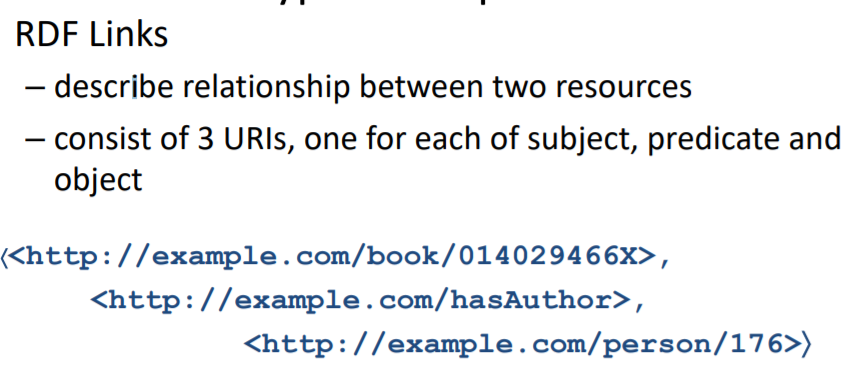 RDF Links
– describe relationship between two resources
– consist of 3 URIs, one for each of subject, predicate and
object
⟨<http://example.com/book/014029466X>,
<http://example.com/hasAuthor>,
<http://example.com/person/176>⟩